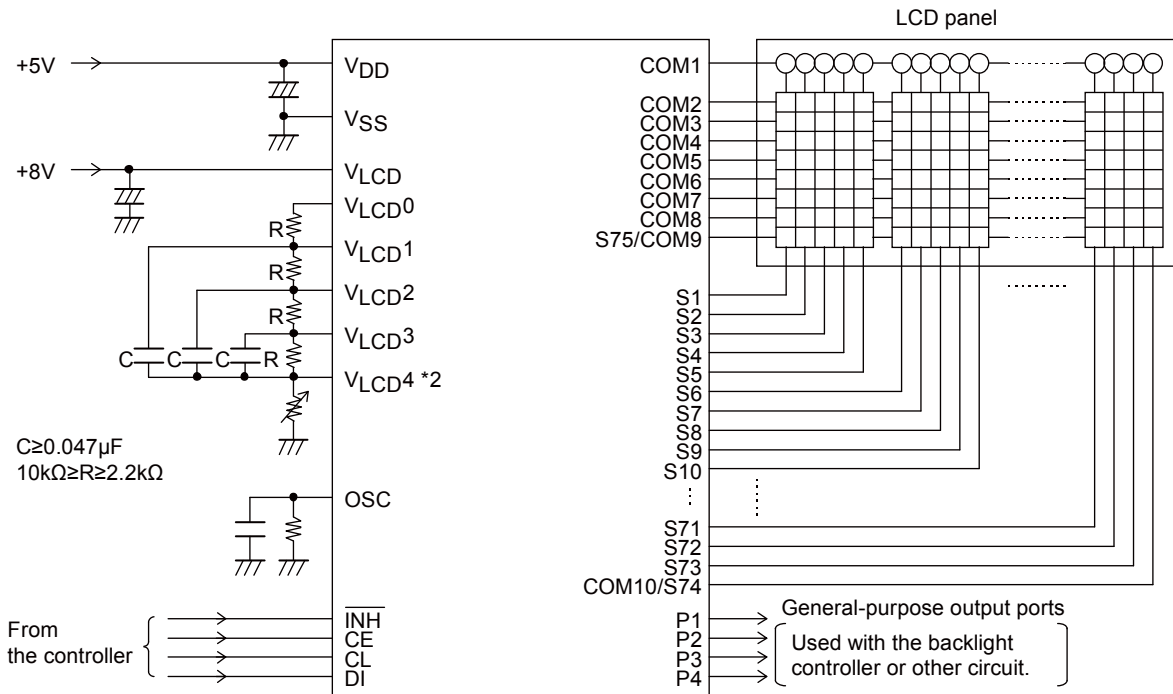 LCD panel
+5V
VDD
VSS
+8V
VLCD
VLCD0
R
VLCD1
R
VLCD2
R
VLCD3
C
C
C
R
VLCD4 *2
C≥0.047µF
10kΩ≥R≥2.2kΩ
OSC
From
the controller
INH
CE
CL
DI
COM1
COM2
COM3
COM4
COM5
COM6
COM7
COM8
S75/COM9
S1
S2
S3
S4
S5
S6
S7
S8
S9
S10
S71
S72
S73
COM10/S74
P1
P2
P3
P4
General-purpose output ports
Used with the backlight
controller or other circuit.